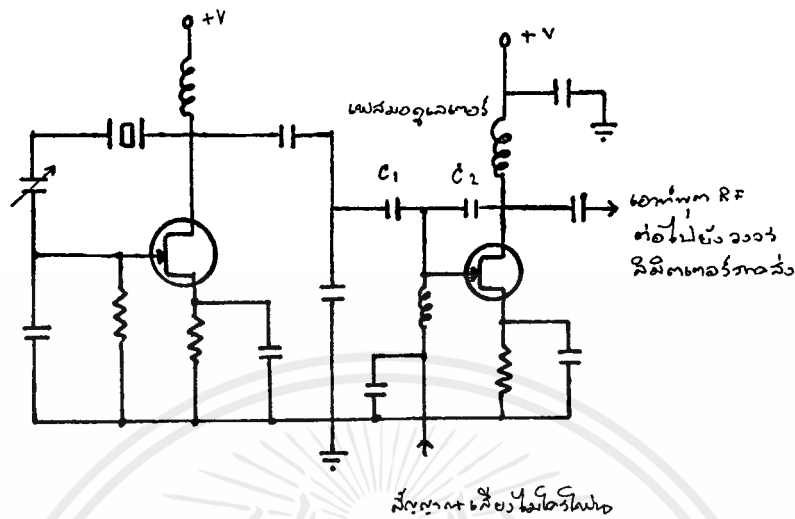 +V
+V
เฟสมอดูเลเตอร์
C1
C2
เอาท์พุต RF
ต่อไปยังวงจร
ลิมิตเตอร์ภาคส่ง
สัญญาณเสียงไมโครโฟน